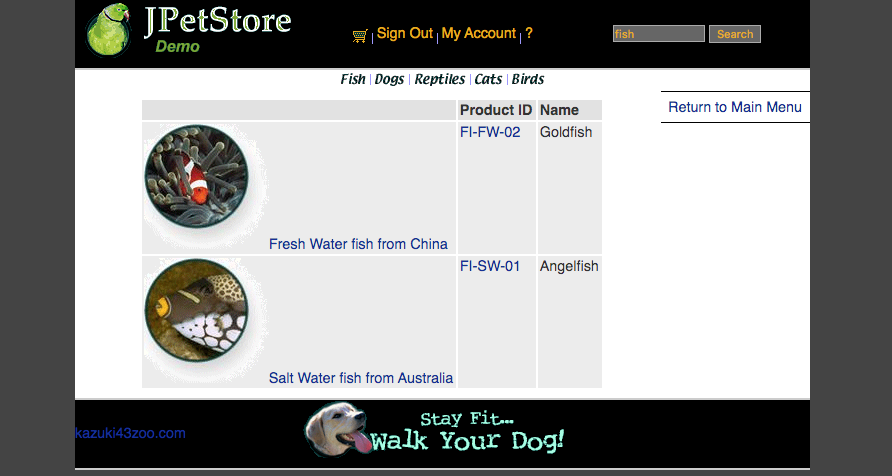 JPetStore
Demo
Sign Out | My Account | ?
fish Search
Fish | Dogs | Reptiles | Cats | Birds
Return to Main Menu
Product ID Name
Fresh Water fish from China FI-FW-02 Goldfish
Salt Water fish from Australia FI-SW-01 Angelfish
kazuki43zoo.com
Stay Fit...
Walk Your Dog!